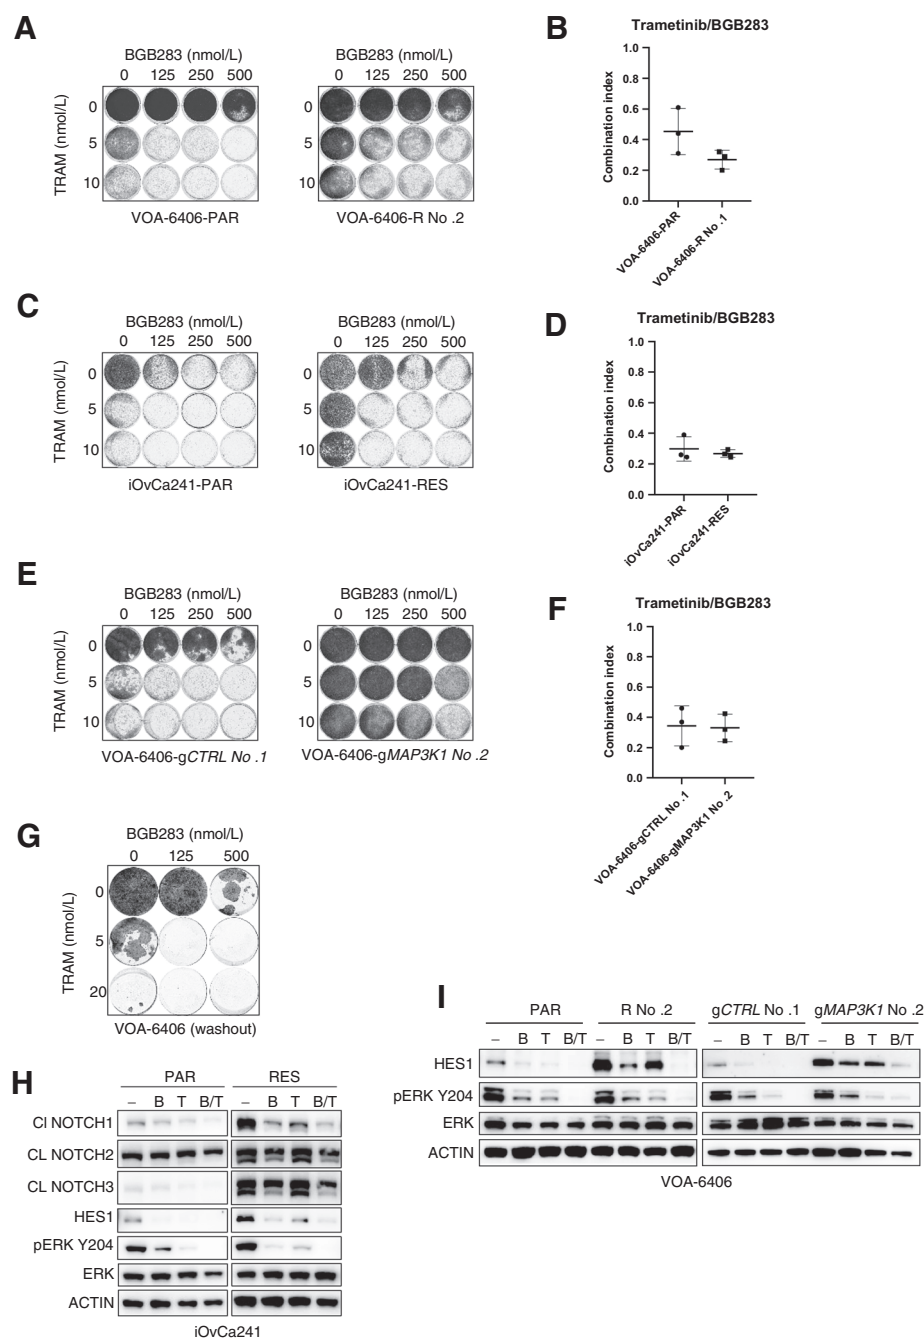 A
BGB283 (nmol/L)
0 125 250 500
TRAM (nmol/L)
0
5
10
VOA-6406-PAR
BGB283 (nmol/L)
0 125 250 500
0
5
10
VOA-6406-R No .2
B
Trametinib/BGB283
Combination index
1.0
0.8
0.6
0.4
0.2
0.0
VOA-6406-PAR
VOA-6406-R No .1
C
BGB283 (nmol/L)
0 125 250 500
TRAM (nmol/L)
0
5
10
iOvCa241-PAR
BGB283 (nmol/L)
0 125 250 500
0
5
10
iOvCa241-RES
D
Trametinib/BGB283
Combination index
1.0
0.8
0.6
0.4
0.2
0.0
iOvCa241-PAR
iOvCa241-RES
E
BGB283 (nmol/L)
0 125 250 500
TRAM (nmol/L)
0
5
10
VOA-6406-gCTRL No .1
BGB283 (nmol/L)
0 125 250 500
0
5
10
VOA-6406-gMAP3K1 No .2
F
Trametinib/BGB283
Combination index
1.0
0.8
0.6
0.4
0.2
0.0
VOA-6406-gCTRL No .1
VOA-6406-gMAP3K1 No .2
G
BGB283 (nmol/L)
0 125 500
TRAM (nmol/L)
0
5
20
VOA-6406 (washout)
H
PAR RES
– B T B/T – B T B/T
Cl NOTCH1
CL NOTCH2
CL NOTCH3
HES1
pERK Y204
ERK
ACTIN
iOvCa241
I
PAR R No .2 gCTRL No .1 gMAP3K1 No .2
– B T B/T – B T B/T – B T B/T – B T B/T
HES1
pERK Y204
ERK
ACTIN
VOA-6406